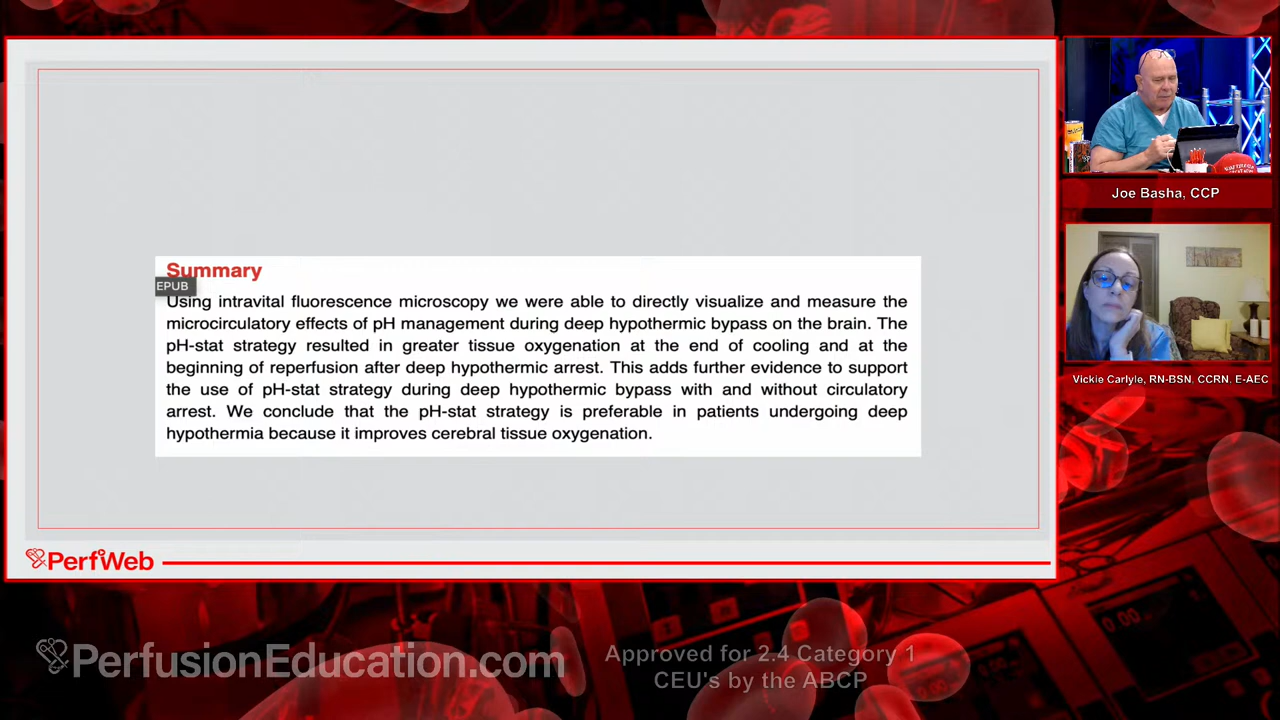 Summary
EPUB
Using intravital fluorescence microscopy we were able to directly visualize and measure the
microcirculatory effects of pH management during deep hypothermic bypass on the brain. The
pH-stat strategy resulted in greater tissue oxygenation at the end of cooling and at the
beginning of reperfusion after deep hypothermic arrest. This adds further evidence to support
the use of pH-stat strategy during deep hypothermic bypass with and without circulatory
arrest. We conclude that the pH-stat strategy is preferable in patients undergoing deep
hypothermia because it improves cerebral tissue oxygenation.
PerfWeb
Joe Basha, CCP
Vickie Carlyle, RN-BSN, CCRN, E-AEC
PerfusionEducation.com
Approved for 2.4 Category 1
CEU's by the ABCP
0.00